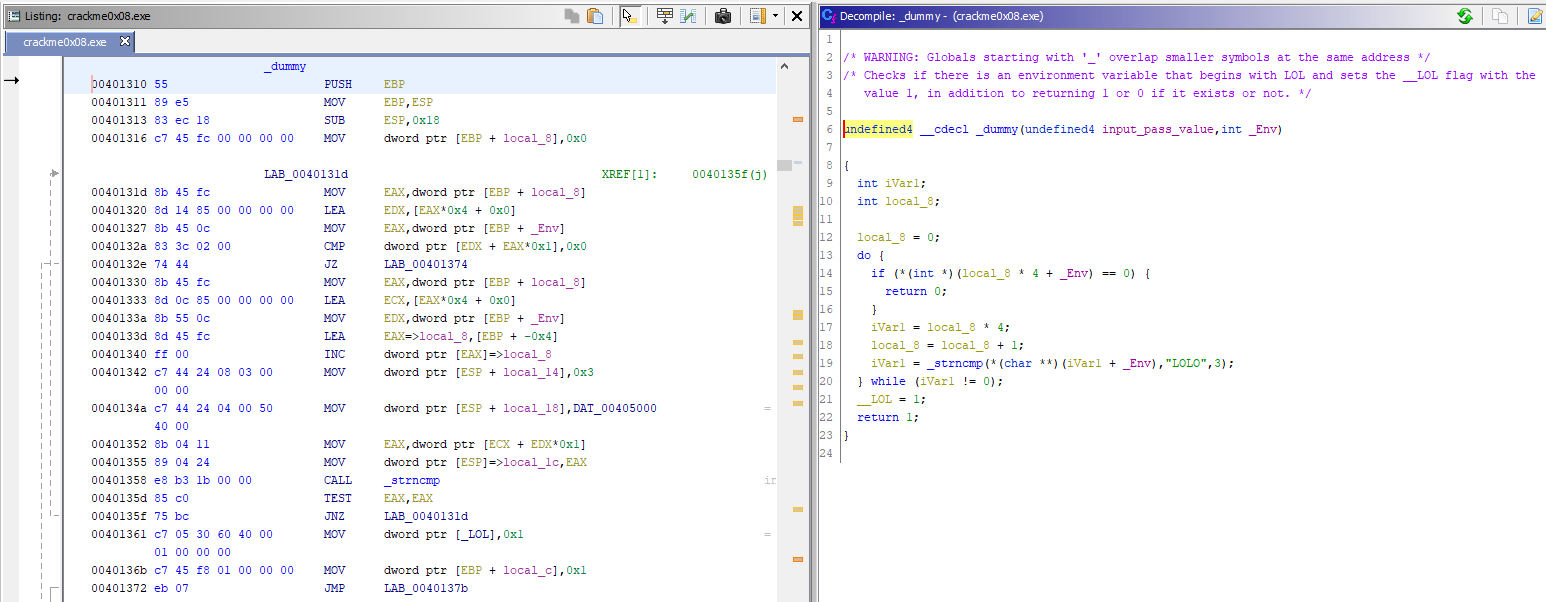 Listing: crackme0x08.exe
crackme0x08.exe
_dummy
00401310 55 PUSH EBP
00401311 89 e5 MOV EBP,ESP
00401313 83 ec 18 SUB ESP,0x18
00401316 c7 45 fc 00 00 00 00 MOV dword ptr [EBP + local_8],0x0
LAB_0040131d XREF[1]: 0040135f(j)
0040131d 8b 45 fc MOV EAX,dword ptr [EBP + local_8]
00401320 8d 14 85 00 00 00 00 LEA EDX,[EAX*0x4 + 0x0]
00401327 8b 45 0c MOV EAX,dword ptr [EBP + _Env]
0040132a 83 3c 02 00 CMP dword ptr [EDX + EAX*0x1],0x0
0040132e 74 44 JZ LAB_00401374
00401330 8b 45 fc MOV EAX,dword ptr [EBP + local_8]
00401333 8d 0c 85 00 00 00 00 LEA ECX,[EAX*0x4 + 0x0]
0040133a 8b 55 0c MOV EDX,dword ptr [EBP + _Env]
0040133d 8d 45 fc LEA EAX=>local_8,[EBP + -0x4]
00401340 ff 00 INC dword ptr [EAX]=>local_8
00401342 c7 44 24 08 03 00 MOV dword ptr [ESP + local_14],0x3
00 00
0040134a c7 44 24 04 00 50 MOV dword ptr [ESP + local_18],DAT_00405000 =
40 00
00401352 8b 04 11 MOV EAX,dword ptr [ECX + EDX*0x1]
00401355 89 04 24 MOV dword ptr [ESP]=>local_1c,EAX
00401358 e8 b3 1b 00 00 CALL _strncmp in
0040135d 85 c0 TEST EAX,EAX
0040135f 75 bc JNZ LAB_0040131d
00401361 c7 05 30 60 40 00 MOV dword ptr [_LOL],0x1 =
01 00 00 00
0040136b c7 45 f8 01 00 00 00 MOV dword ptr [EBP + local_c],0x1
00401372 eb 07 JMP LAB_0040137b
Decompile: _dummy - (crackme0x08.exe)
1
2 /* WARNING: Globals starting with '_' overlap smaller symbols at the same address */
3 /* Checks if there is an environment variable that begins with LOL and sets the __LOL flag with the
4 value 1, in addition to returning 1 or 0 if it exists or not. */
5
6 undefined4 __cdecl _dummy(undefined4 input_pass_value,int _Env)
7
8 {
9 int iVar1;
10 int local_8;
11
12 local_8 = 0;
13 do {
14 if (*(int *)(local_8 * 4 + _Env) == 0) {
15 return 0;
16 }
17 iVar1 = local_8 * 4;
18 local_8 = local_8 + 1;
19 iVar1 = _strncmp(*(char **)(iVar1 + _Env),"LOLO",3);
20 } while (iVar1 != 0);
21 __LOL = 1;
22 return 1;
23 }
24